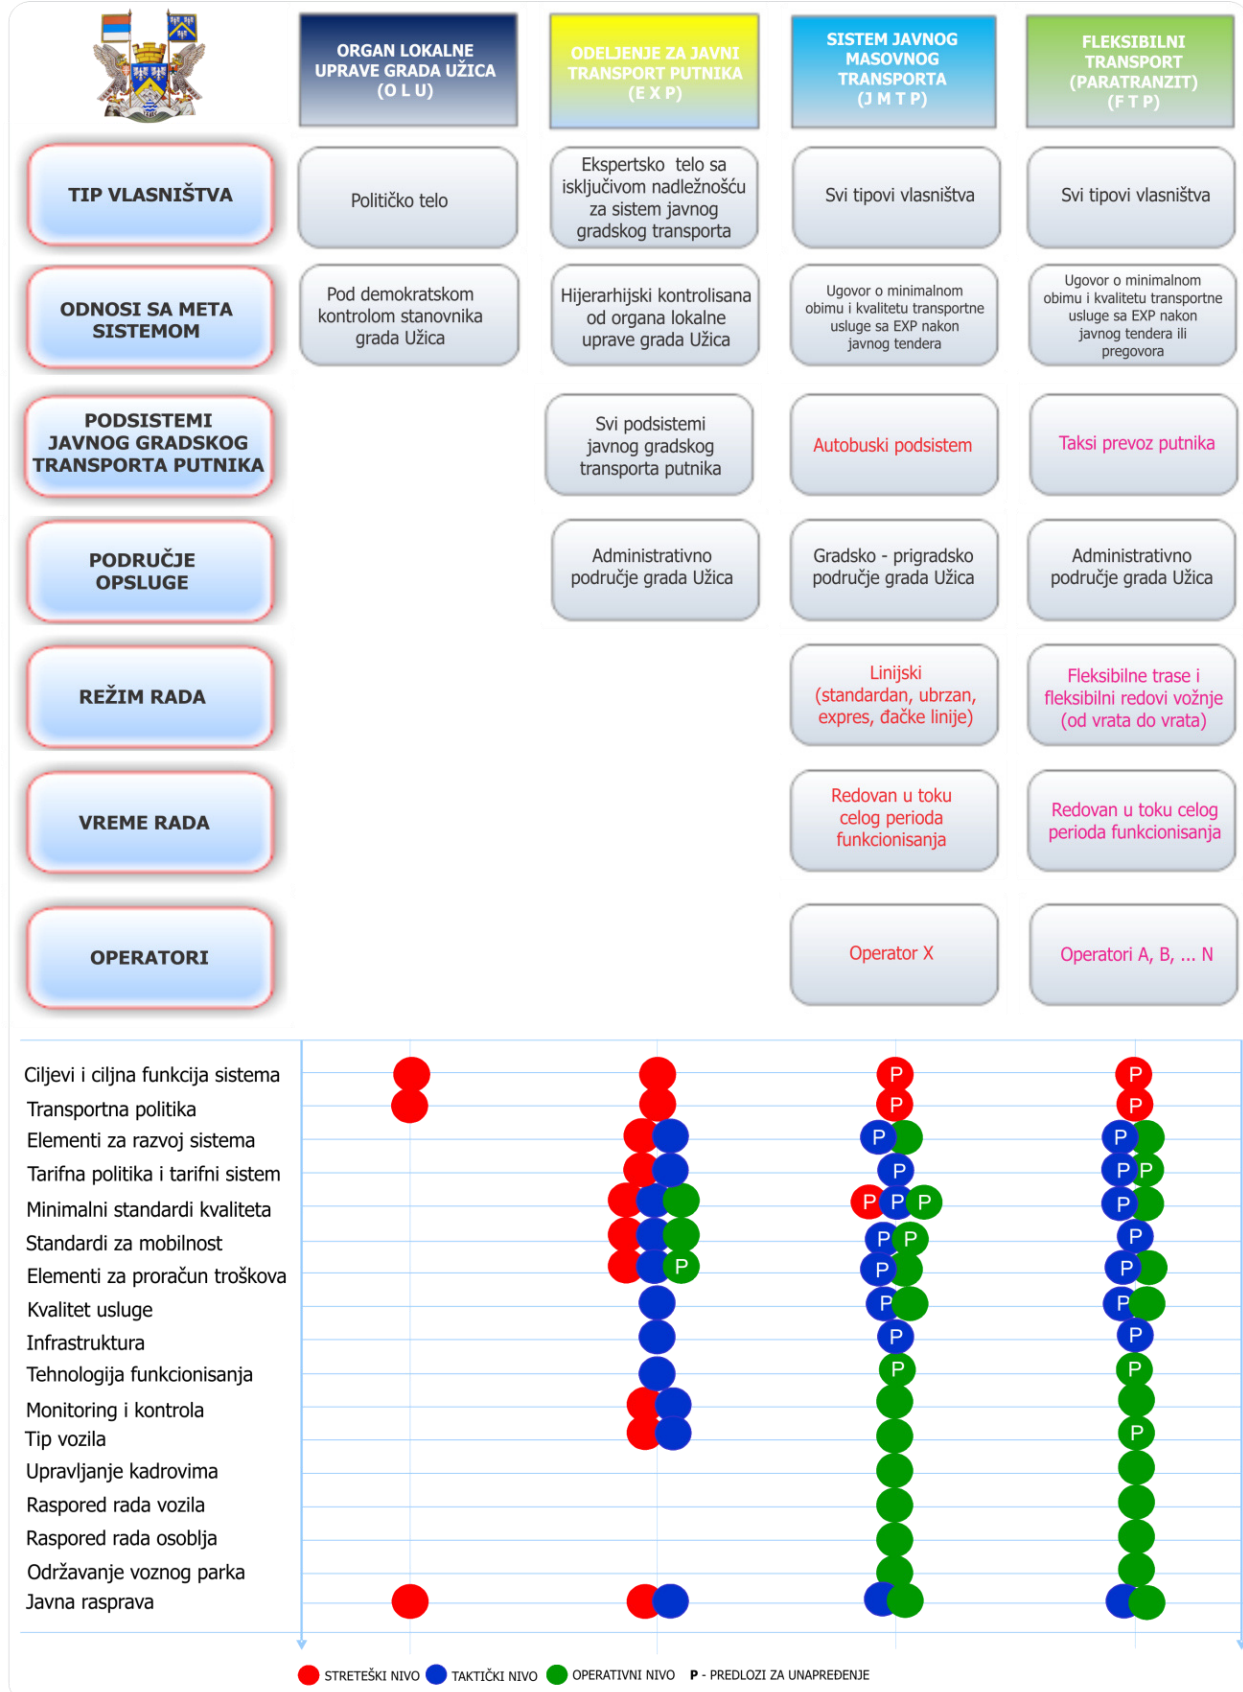 ORGAN LOKALNE
UPRAVE GRADA UŽICA
(O L U)
ODELJENJE ZA JAVNI
TRANSPORT PUTNIKA
(E X P)
SISTEM JAVNOG
MASOVNOG
TRANSPORTA
(J M T P)
FLEKSIBILNI
TRANSPORT
(PARATRANZIT)
(F T P)
TIP VLASNIŠTVA
Političko telo
Ekspertsko telo sa
isključivom nadležnošću
za sistem javnog
gradskog transporta
Svi tipovi vlasništva
Svi tipovi vlasništva
ODNOSI SA META
SISTEMOM
Pod demokratskom
kontrolom stanovnika
grada Užica
Hijerarhijski kontrolisana
od organa lokalne
uprave grada Užica
Ugovor o minimalnom
obimu i kvalitetu transportne
usluge sa EXP nakon
javnog tendera
Ugovor o minimalnom
obimu i kvalitetu transportne
usluge sa EXP nakon
javnog tendera ili
pregovora
PODSISTEMI
JAVNOG GRADSKOG
TRANSPORTA PUTNIKA
Svi podsistemi
javnog gradskog
transporta putnika
Autobuski podsistem
Taksi prevoz putnika
PODRUČJE
OPSLUGE
Administrativno
područje grada Užica
Gradsko - prigradsko
područje grada Užica
Administrativno
područje grada Užica
REŽIM RADA
Linijski
(standardan, ubrzan,
expres, đačke linije)
Fleksibilne trase i
fleksibilni redovi vožnje
(od vrata do vrata)
VREME RADA
Redovan u toku
celog perioda
funkcionisanja
Redovan u toku celog
perioda funkcionisanja
OPERATORI
Operator X
Operatori A, B, ... N
Ciljevi i ciljna funkcija sistema
P
P
Transportna politika
P
P
Elementi za razvoj sistema
P
P
Tarifna politika i tarifni sistem
P
P P
Minimalni standardi kvaliteta
P P P
P
Standardi za mobilnost
P P
P
Elementi za proračun troškova
P
P
P
Kvalitet usluge
P
P
Infrastruktura
P
P
Tehnologija funkcionisanja
P
P
Monitoring i kontrola
Tip vozila
P
Upravljanje kadrovima
Raspored rada vozila
Raspored rada osoblja
Održavanje voznog parka
Javna rasprava
STRETEŠKI NIVO
TAKTIČKI NIVO
OPERATIVNI NIVO
P - PREDLOZI ZA UNAPREĐENJE